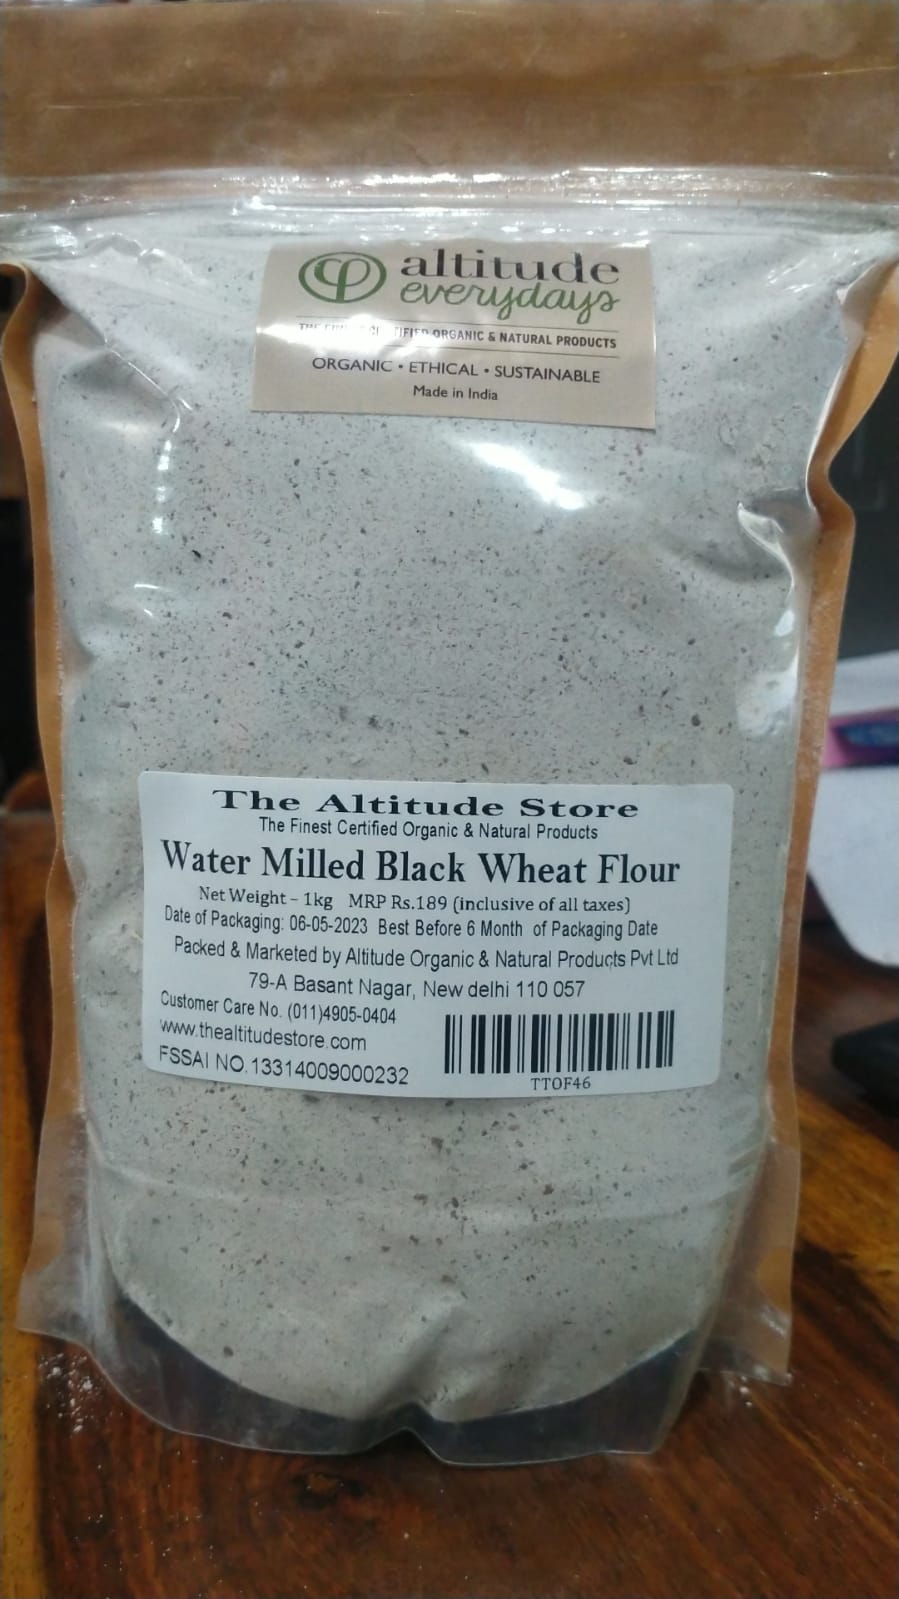 altitude
everydays
THE FINEST CERTIFIED ORGANIC & NATURAL PRODUCTS
ORGANIC • ETHICAL • SUSTAINABLE
Made in India
The Altitude Store
The Finest Certified Organic & Natural Products
Water Milled Black Wheat Flour
Net Weight – 1kg MRP Rs.189 (inclusive of all taxes)
Date of Packaging: 06-05-2023 Best Before 6 Month of Packaging Date
Packed & Marketed by Altitude Organic & Natural Products Pvt Ltd
79-A Basant Nagar, New delhi 110 057
Customer Care No. (011)4905-0404
www.thealtitudestore.com
FSSAI NO.13314009000232
TTOF46